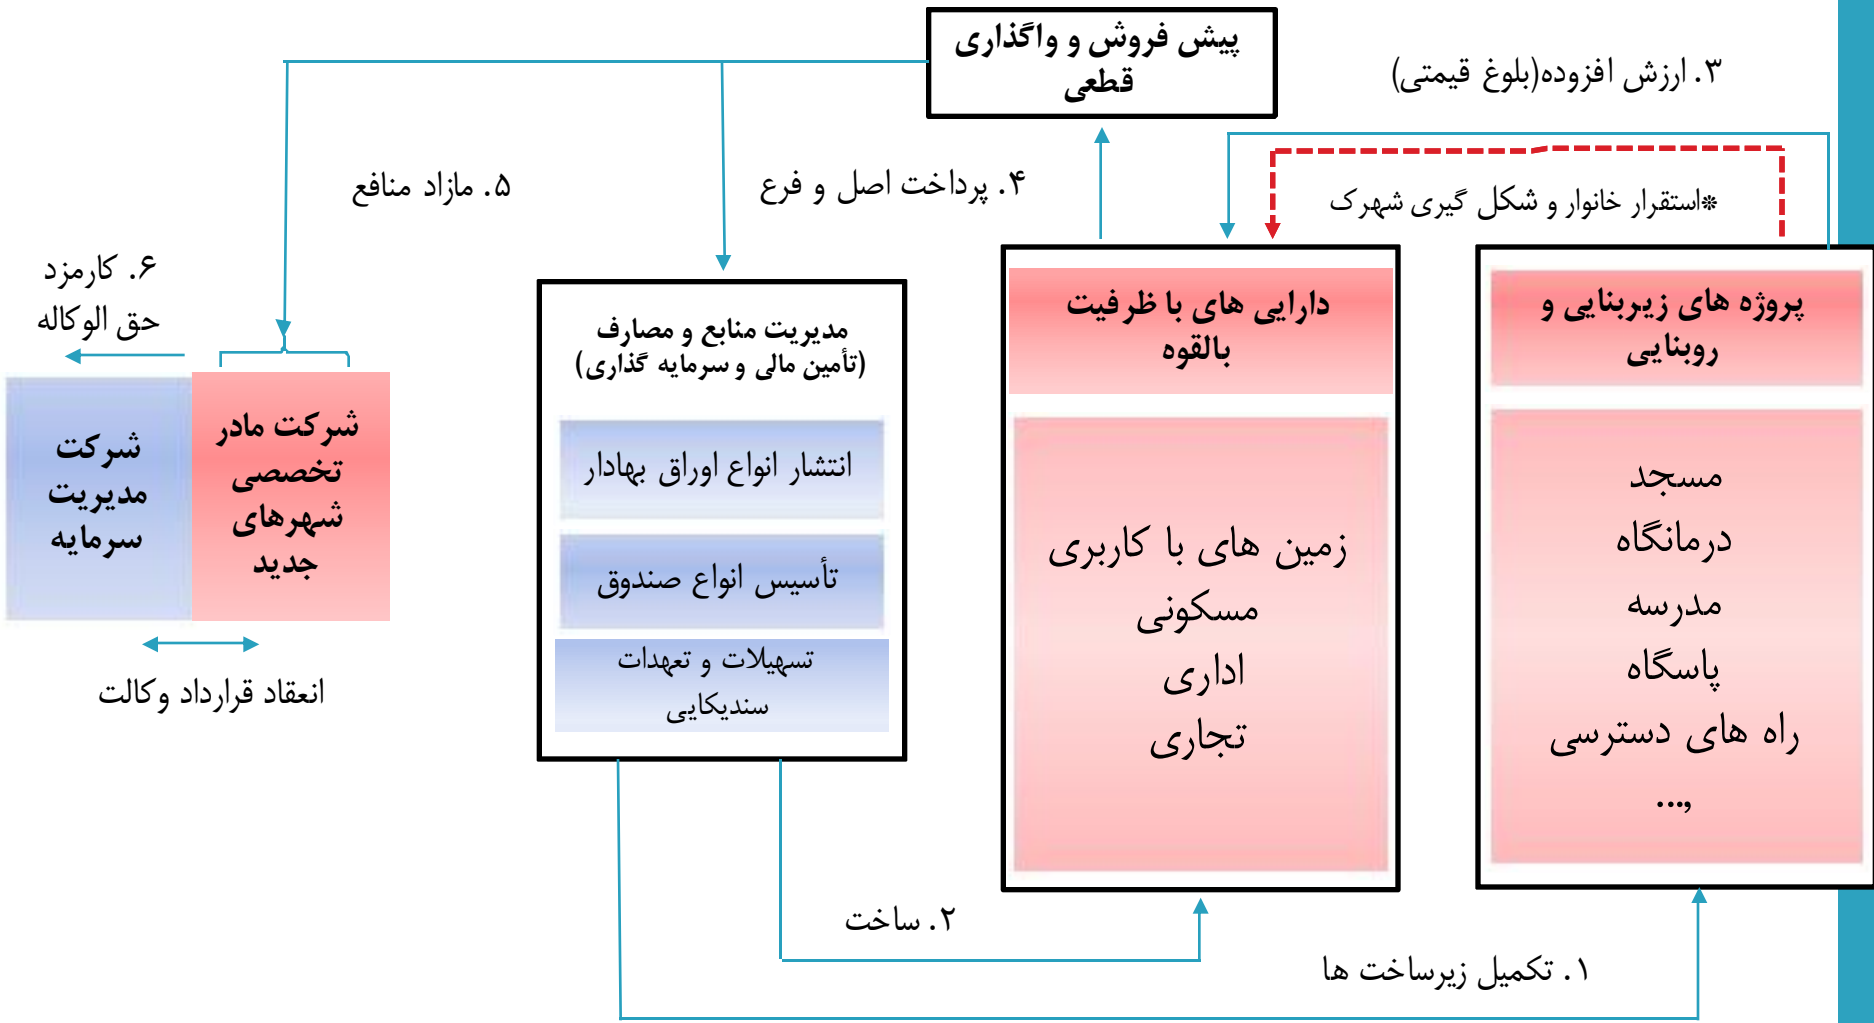 پیش فروش و واگذاری
قطعی
۳. ارزش افزوده(بلوغ قیمتی)
*استقرار خانوار و شکل گیری شهرک
۴. پرداخت اصل و فرع
۵. مازاد منافع
۶. کارمزد
حق الوکاله
پروژه های زیربنایی و
روبنایی
مسجد
درمانگاه
مدرسه
پاسگاه
راه های دسترسی
,...
دارایی های با ظرفیت
بالقوه
زمین های با کاربری
مسکونی
اداری
تجاری
مدیریت منابع و مصارف
(تأمین مالی و سرمایه گذاری)
انتشار انواع اوراق بهادار
تأسیس انواع صندوق
تسهیلات و تعهدات
سندیکایی
شرکت مادر
تخصصی
شهرهای
جدید
شرکت
مدیریت
سرمایه
انعقاد قرارداد وکالت
۲. ساخت
۱. تکمیل زیرساخت ها